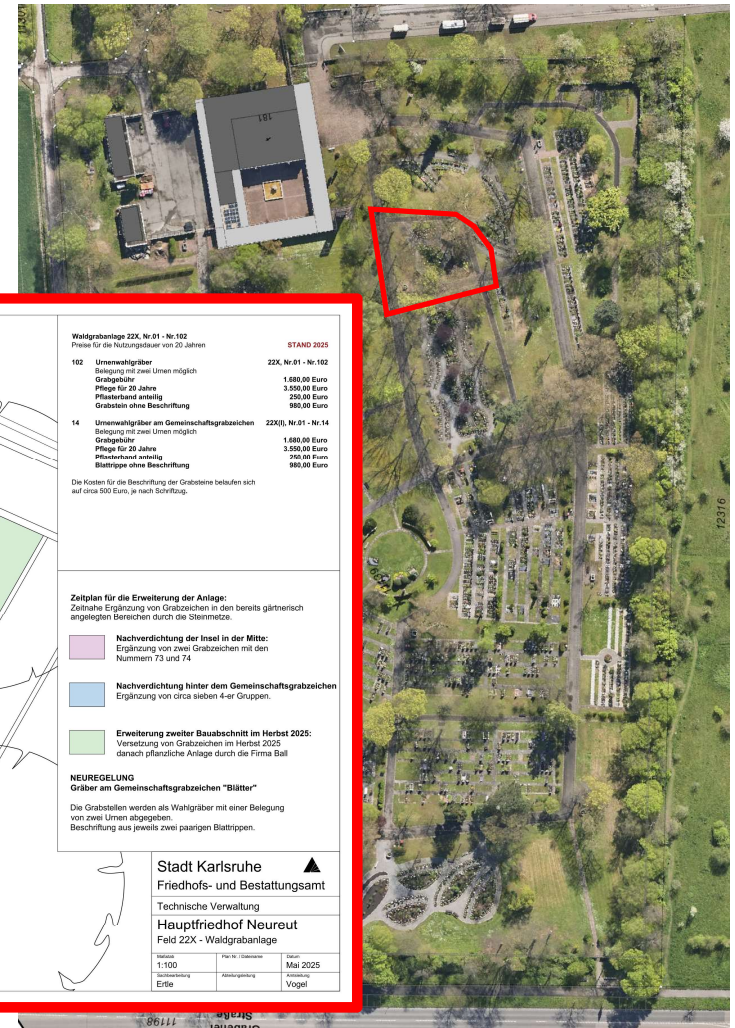 181
Waldgrabanlage 22X, Nr.01 - Nr.102
Preise für die Nutzungsdauer von 20 Jahren STAND 2025
102 Urnenwahlgräber 22X, Nr.01 - Nr.102
Belegung mit zwei Urnen möglich
Grabgebühr 1.680,00 Euro
Pflege für 20 Jahre 3.550,00 Euro
Pflasterband anteilig 250,00 Euro
Grabstein ohne Beschriftung 980,00 Euro
14 Urnenwahlgräber am Gemeinschaftsgrabzeichen 22X(I), Nr.01 - Nr.14
Belegung mit zwei Urnen möglich
Grabgebühr 1.680,00 Euro
Pflege für 20 Jahre 3.550,00 Euro
Pflasterband anteilig 250,00 Euro
Blattrippe ohne Beschriftung 980,00 Euro
Die Kosten für die Beschriftung der Grabsteine belaufen sich
auf circa 500 Euro, je nach Schriftzug.
Zeitplan für die Erweiterung der Anlage:
Zeitnahe Ergänzung von Grabzeichen in den bereits gärtnerisch
angelegten Bereichen durch die Steinmetze.
Nachverdichtung der Insel in der Mitte:
Ergänzung von zwei Grabzeichen mit den
Nummern 73 und 74
Nachverdichtung hinter dem Gemeinschaftsgrabzeichen
Ergänzung von circa sieben 4-er Gruppen.
Erweiterung zweiter Bauabschnitt im Herbst 2025:
Versetzung von Grabzeichen im Herbst 2025
danach pflanzliche Anlage durch die Firma Ball
NEUREGELUNG
Gräber am Gemeinschaftsgrabzeichen "Blätter"
Die Grabstellen werden als Wahlgräber mit einer Belegung
von zwei Urnen abgegeben.
Beschriftung aus jeweils zwei paarigen Blattrippen.
Stadt Karlsruhe
Friedhofs- und Bestattungsamt
Technische Verwaltung
Hauptfriedhof Neureut
Feld 22X - Waldgrabanlage
Maßstab Plan Nr. / Dateiname Datum
1:100 Mai 2025
Sachbearbeitung Abteilungsleitung Amtsleitung
Ertle Vogel
12316
11198
Straße